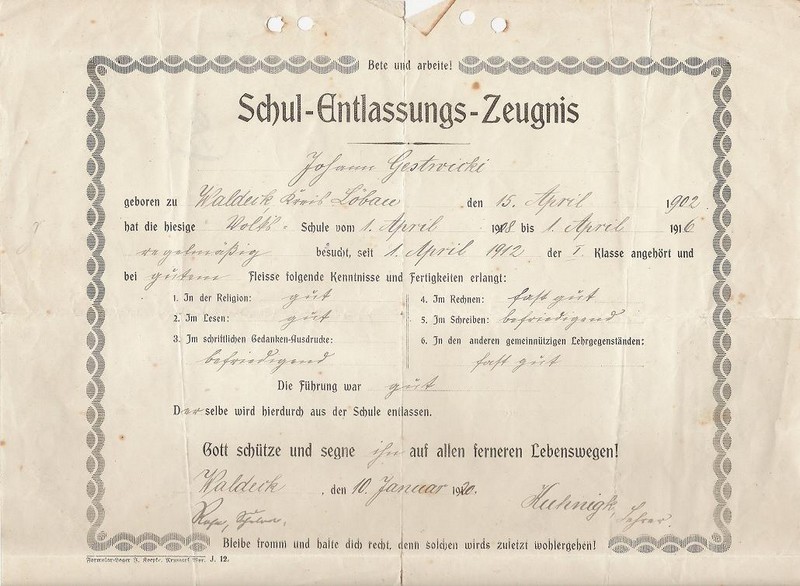 Bete und arbeite!
Schul-Entlassungs-Zeugnis
Johann Gestwicki
geboren zu Waldeck, Kreis Löbau den 15. April 1902
hat die hiesige Volks- Schule vom 1. April 1908 bis 1. April 1916
regelmäßig besucht, seit 1. April 1912 der I. Klasse angehört und
bei gutem Fleisse folgende Kenntnisse und Fertigkeiten erlangt:
1. In der Religion: gut
2. Im Lesen: gut
3. Im schriftlichen Gedanken-Ausdrucke:
befriedigend
4. Im Rechnen: fast gut
5. Im Schreiben: befriedigend
6. In den anderen gemeinnützigen Lehrgegenständen:
fast gut
Die Führung war gut
Derselbe wird hierdurch aus der Schule entlassen.
Gott schütze und segne ihn auf allen ferneren Lebenswegen!
Waldeck, den 10. Januar 1920.
Lehrer.
Bleibe fromm und halte dich recht, denn solchen wirds zuletzt wohlergehen!
Formular-Lager J. Koepke, Neumark Wpr. J. 12.